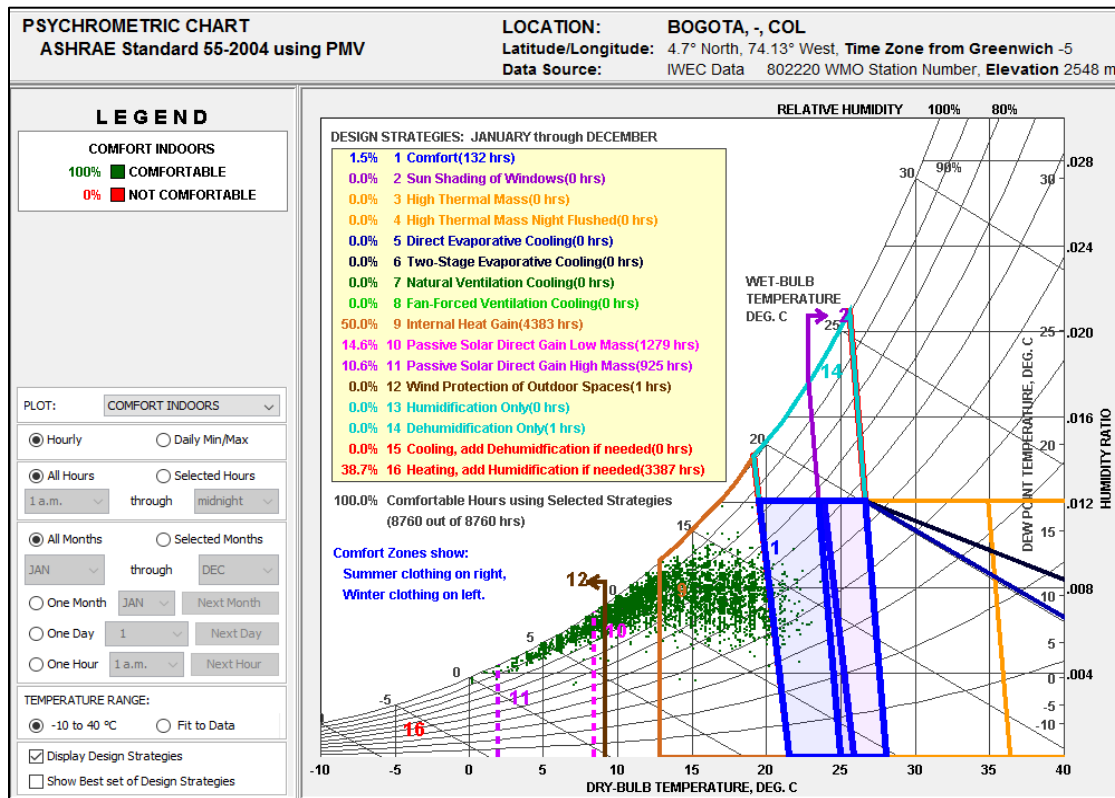 PSYCHROMETRIC CHART
ASHRAE Standard 55-2004 using PMV
LOCATION: BOGOTA, -, COL
Latitude/Longitude: 4.7° North, 74.13° West, Time Zone from Greenwich -5
Data Source: IWEC Data 802220 WMO Station Number, Elevation 2548 m
LEGEND
COMFORT INDOORS
100% COMFORTABLE
0% NOT COMFORTABLE
PLOT: COMFORT INDOORS
Hourly Daily Min/Max
All Hours Selected Hours
1 a.m. through midnight
All Months Selected Months
JAN through DEC
One Month JAN Next Month
One Day 1 Next Day
One Hour 1 a.m. Next Hour
TEMPERATURE RANGE:
-10 to 40 ºC Fit to Data
Display Design Strategies
Show Best set of Design Strategies
RELATIVE HUMIDITY 100% 80%
90%
DESIGN STRATEGIES: JANUARY through DECEMBER
1.5% 1 Comfort(132 hrs)
0.0% 2 Sun Shading of Windows(0 hrs)
0.0% 3 High Thermal Mass(0 hrs)
0.0% 4 High Thermal Mass Night Flushed(0 hrs)
0.0% 5 Direct Evaporative Cooling(0 hrs)
0.0% 6 Two-Stage Evaporative Cooling(0 hrs)
0.0% 7 Natural Ventilation Cooling(0 hrs)
0.0% 8 Fan-Forced Ventilation Cooling(0 hrs)
50.0% 9 Internal Heat Gain(4383 hrs)
14.6% 10 Passive Solar Direct Gain Low Mass(1279 hrs)
10.6% 11 Passive Solar Direct Gain High Mass(925 hrs)
0.0% 12 Wind Protection of Outdoor Spaces(1 hrs)
0.0% 13 Humidification Only(0 hrs)
0.0% 14 Dehumidification Only(1 hrs)
0.0% 15 Cooling, add Dehumidfication if needed(0 hrs)
38.7% 16 Heating, add Humidification if needed(3387 hrs)
100.0% Comfortable Hours using Selected Strategies
(8760 out of 8760 hrs)
Comfort Zones show:
Summer clothing on right,
Winter clothing on left.
WET-BULB
TEMPERATURE
DEG. C
-5
0
5
15
20
25
30
1
2
9
10
11
12
14
16
DEW POINT TEMPERATURE, DEG. C
30
25
20
15
10
5
0
-5
-10
HUMIDITY RATIO
.028
.024
.020
.016
.012
.008
.004
-10 -5 0 5 10 15 20 25 30 35 40
DRY-BULB TEMPERATURE, DEG. C